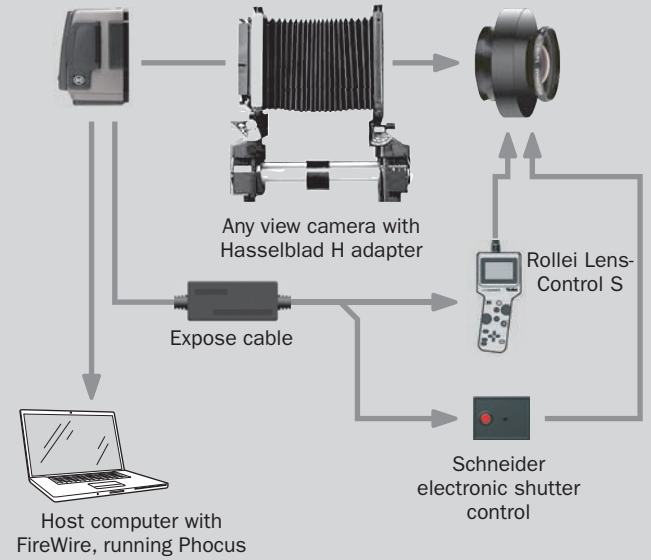 Any view camera with
Hasselblad H adapter
Rollei Lens-
Control S
Expose cable
Schneider
electronic shutter
control
Host computer with
FireWire, running Phocus